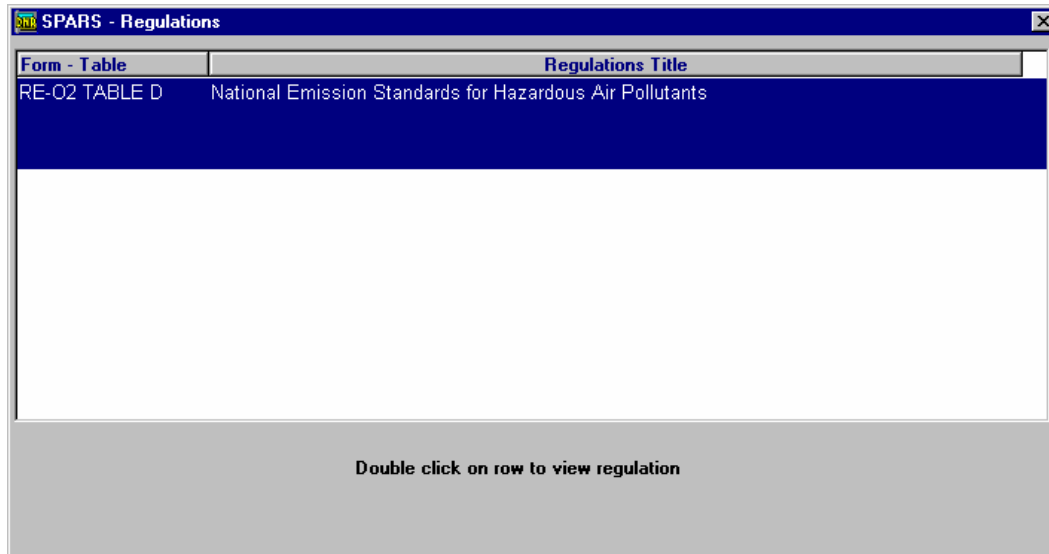 DNR SPARS - Regulations
Form - Table Regulations Title
RE-O2 TABLE D National Emission Standards for Hazardous Air Pollutants
Double click on row to view regulation